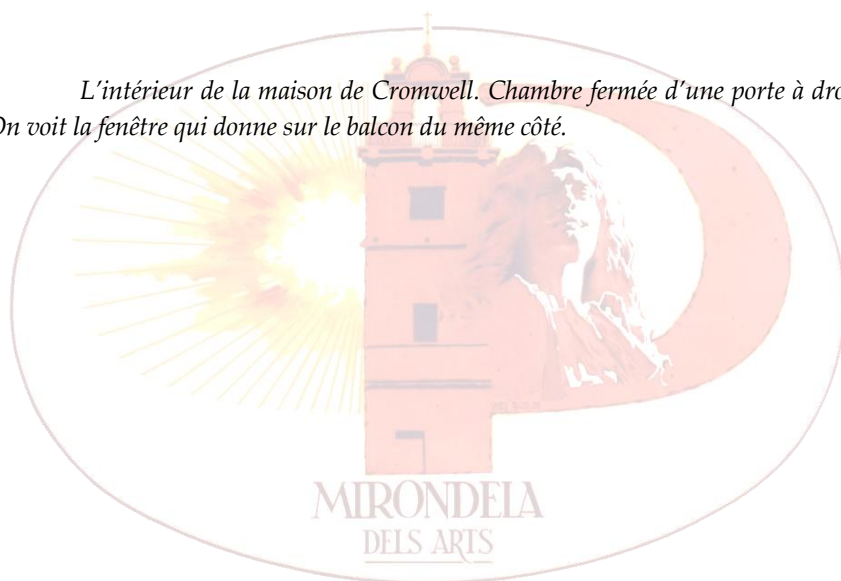 L’intérieur de la maison de Cromwell. Chambre fermée d’une porte à dro
On voit la fenêtre qui donne sur le balcon du même côté.
MIRONDELA
DELS ARTS